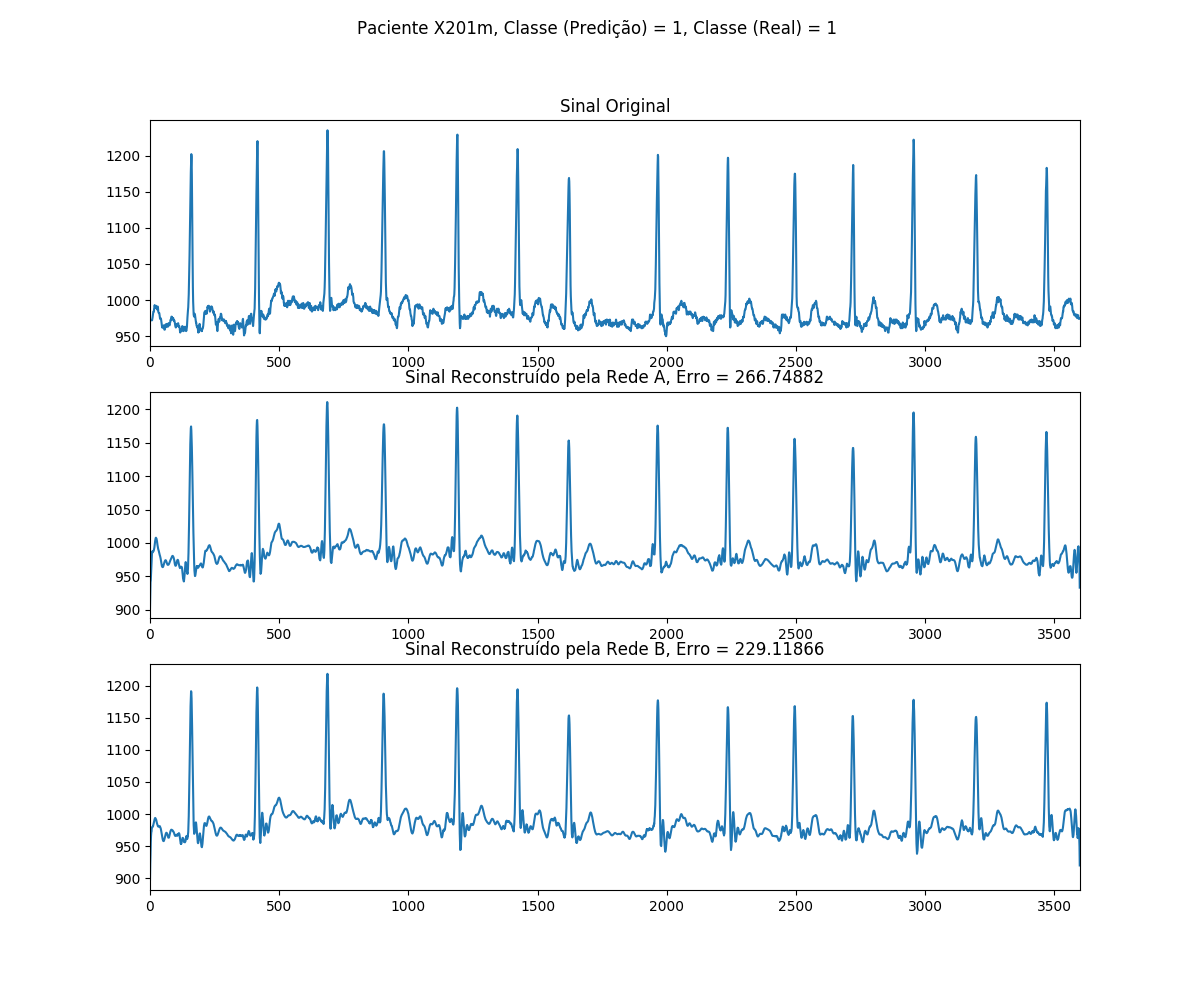 Paciente X201m, Classe (Predição) = 1, Classe (Real) = 1
Sinal Original
1200
1150
1100
1050
1000
950
0 500 1000 1500 2000 2500 3000 3500
Sinal Reconstruído pela Rede A, Erro = 266.74882
1200
1150
1100
1050
1000
950
900
0 500 1000 1500 2000 2500 3000 3500
Sinal Reconstruído pela Rede B, Erro = 229.11866
1200
1150
1100
1050
1000
950
900
0 500 1000 1500 2000 2500 3000 3500